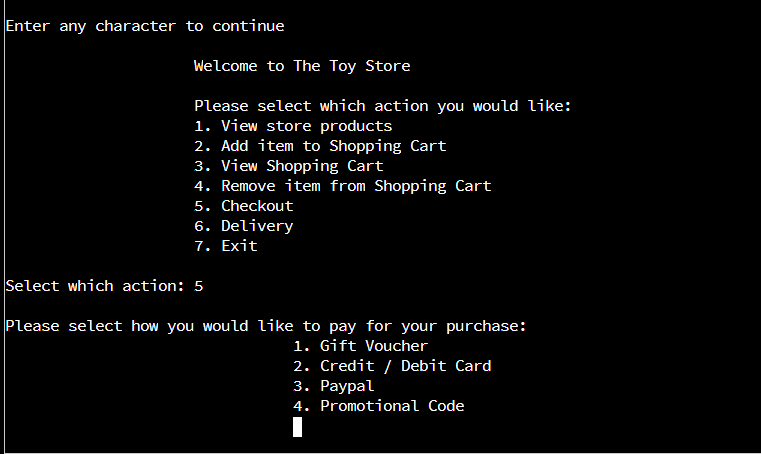 Enter any character to continue
Welcome to The Toy Store
Please select which action you would like:
1. View store products
2. Add item to Shopping Cart
3. View Shopping Cart
4. Remove item from Shopping Cart
5. Checkout
6. Delivery
7. Exit
Select which action: 5
Please select how you would like to pay for your purchase:
1. Gift Voucher
2. Credit / Debit Card
3. Paypal
4. Promotional Code